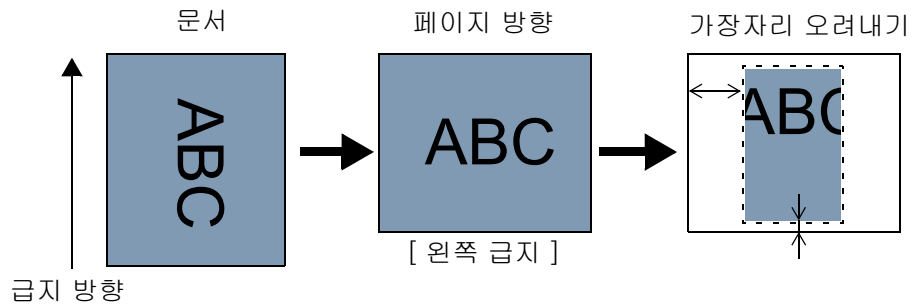 문서
페이지 방향
가장자리 오려내기
ABC
ABC
ABC
[ 왼쪽 급지 ]
급지 방향